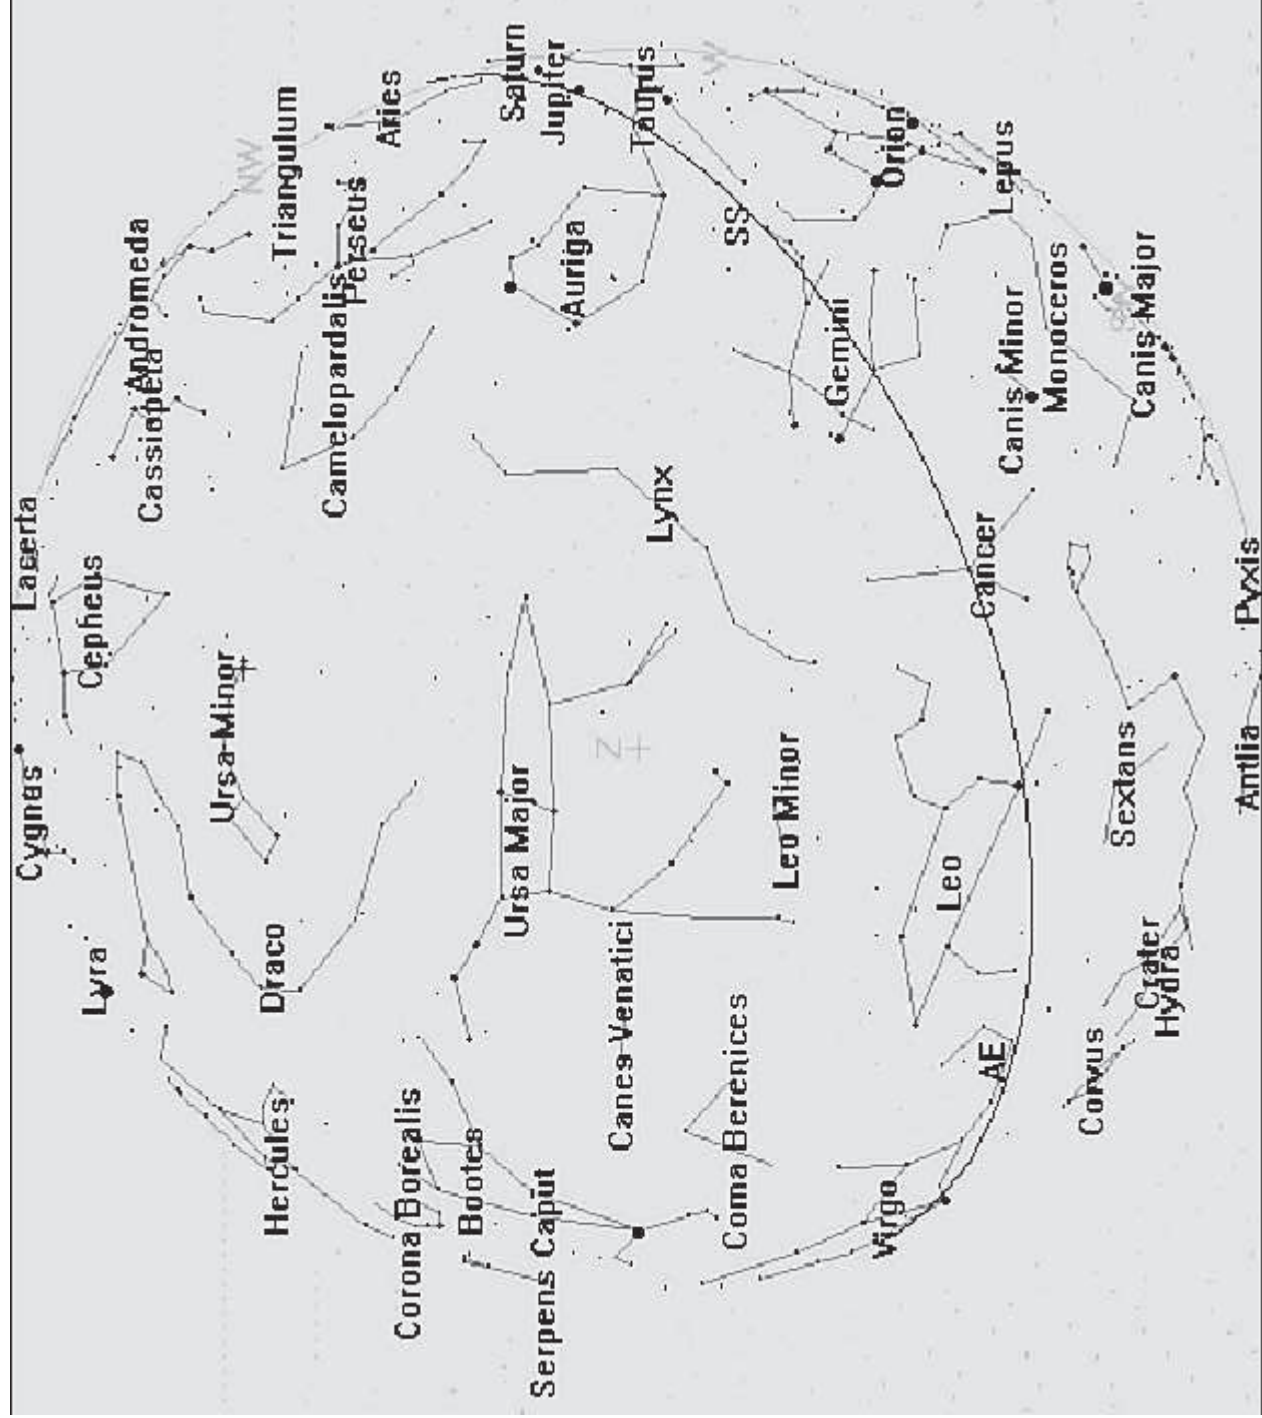 Lacerta
Cygnus
Cepheus
Lyra
Andromeda
Cassiopeia
Ursa Minor
Draco
NW
Triangulum
Perseus
Camelopardalis
Hercules
Aries
Corona Borealis
Bootes
Saturn
Jupiter
Auriga
Ursa Major
Serpens Caput
Taurus
Lynx
Z
Canes Venatici
W
SS
Leo Minor
Coma Berenices
Gemini
Orion
Leo
Virgo
Cancer
AE
Lepus
Canis Minor
Monoceros
Sextans
Corvus
Canis Major
Crater
Hydra
Pyxis
Antlia